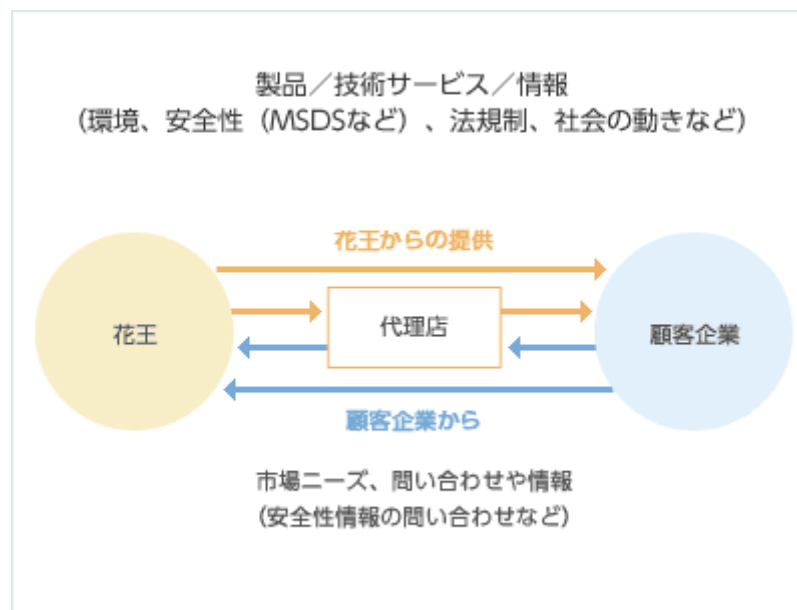 製品／技術サービス／情報
（環境、安全性（MSDSなど）、法規制、社会の動きなど）
花王からの提供
花王
代理店
顧客企業
顧客企業から
市場ニーズ、問い合わせや情報
（安全性情報の問い合わせなど）